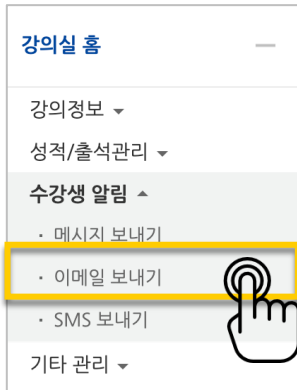 강의실 홈
강의정보
성적/출석관리
수강생 알림
· 메시지 보내기
· 이메일 보내기
· SMS 보내기
기타 관리